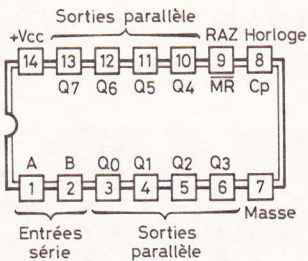 Sorties parallèle
+Vcc RAZ Horloge
14 13 12 11 10 9 8
Q7 Q6 Q5 Q4 MR Cp
A B Q0 Q1 Q2 Q3
1 2 3 4 5 6 7
Masse
Entrées série
Sorties parallèle